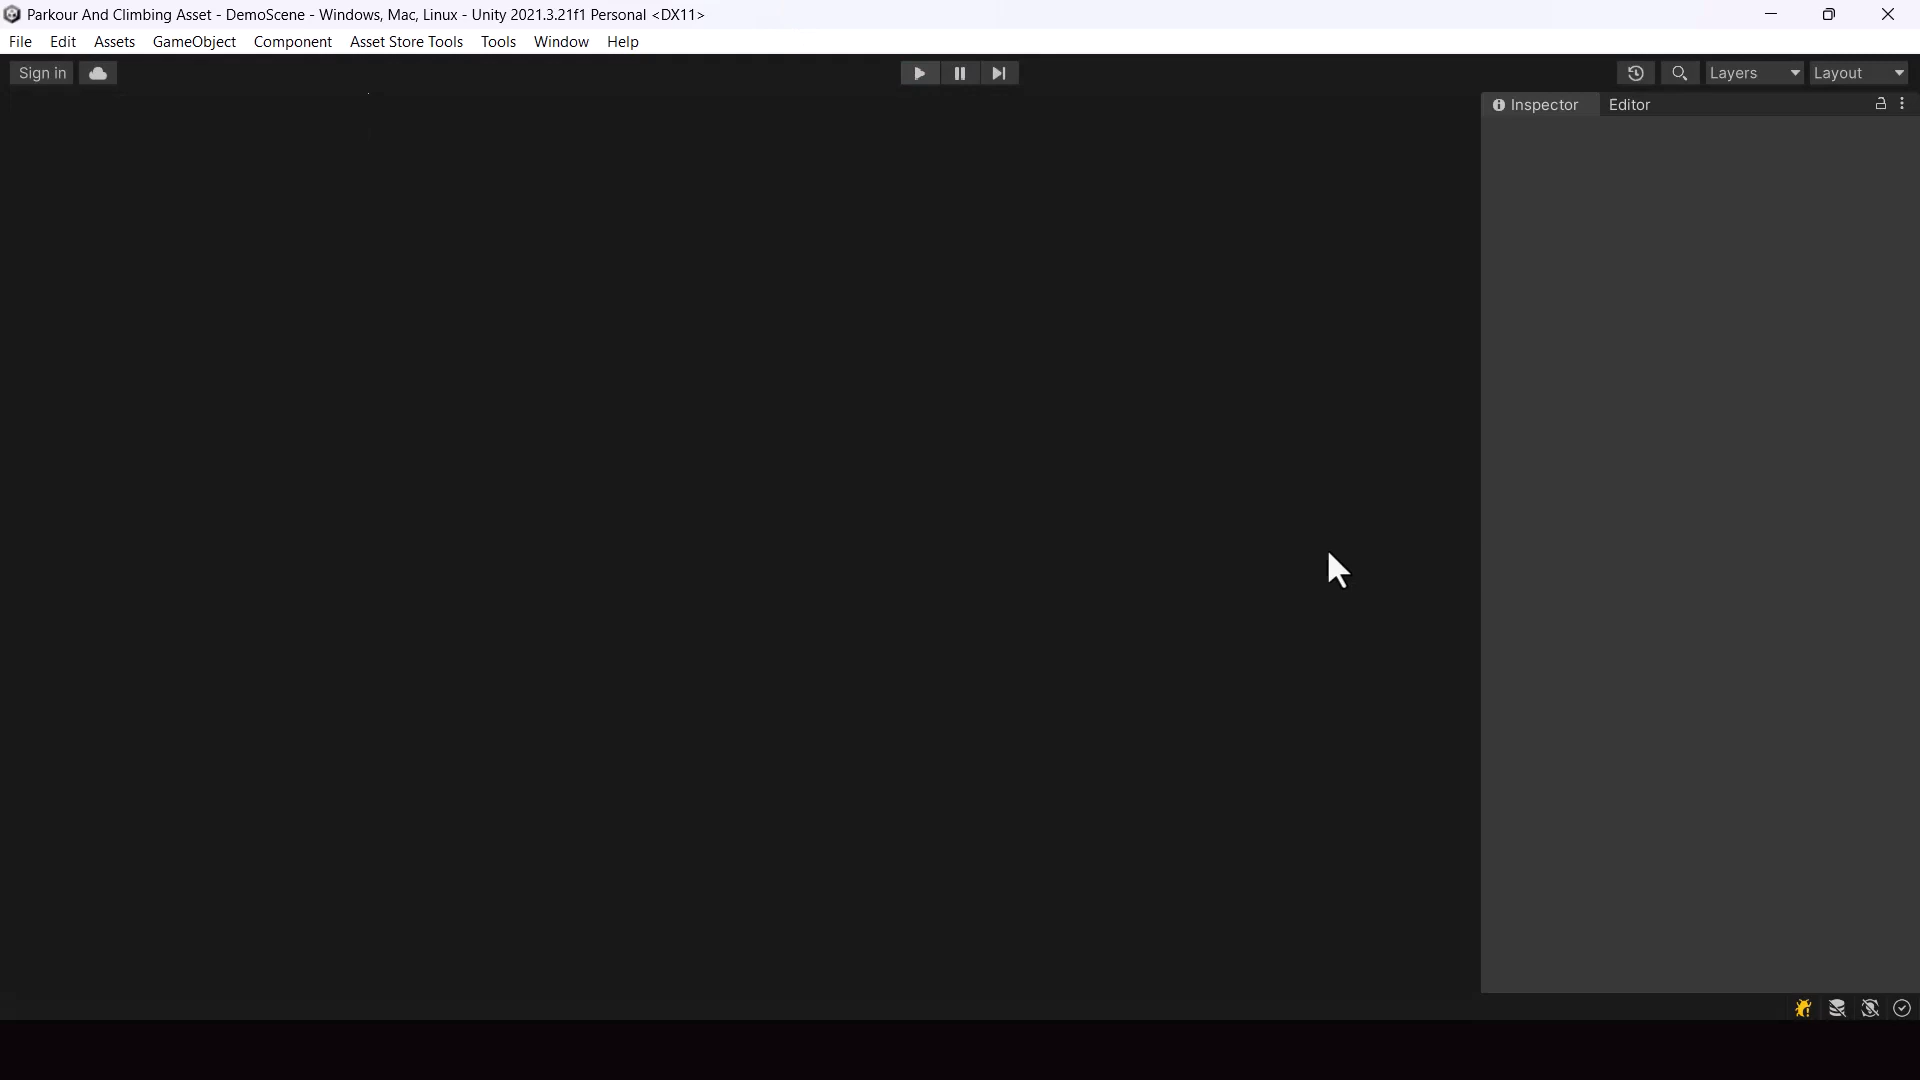 Parkour And Climbing Asset - DemoScene - Windows, Mac, Linux - Unity 2021.3.21f1 Personal <DX11>
File Edit Assets GameObject Component Asset Store Tools Tools Window Help
Sign in Layers Layout
Inspector Editor